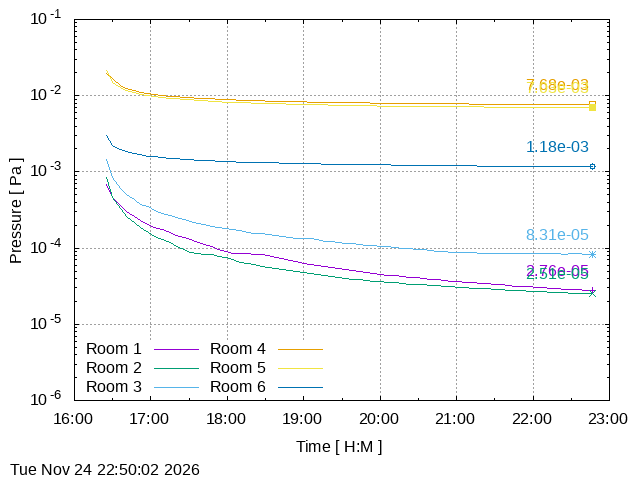 10^-1
10^-2
10^-3
10^-4
10^-5
10^-6
Pressure [ Pa ]
7.68e-03
1.18e-03
8.31e-05
2.76e-05
2.51e-05
Room 1 Room 4
Room 2 Room 5
Room 3 Room 6
16:00 17:00 18:00 19:00 20:00 21:00 22:00 23:00
Time [ H:M ]
Tue Nov 24 22:50:02 2026